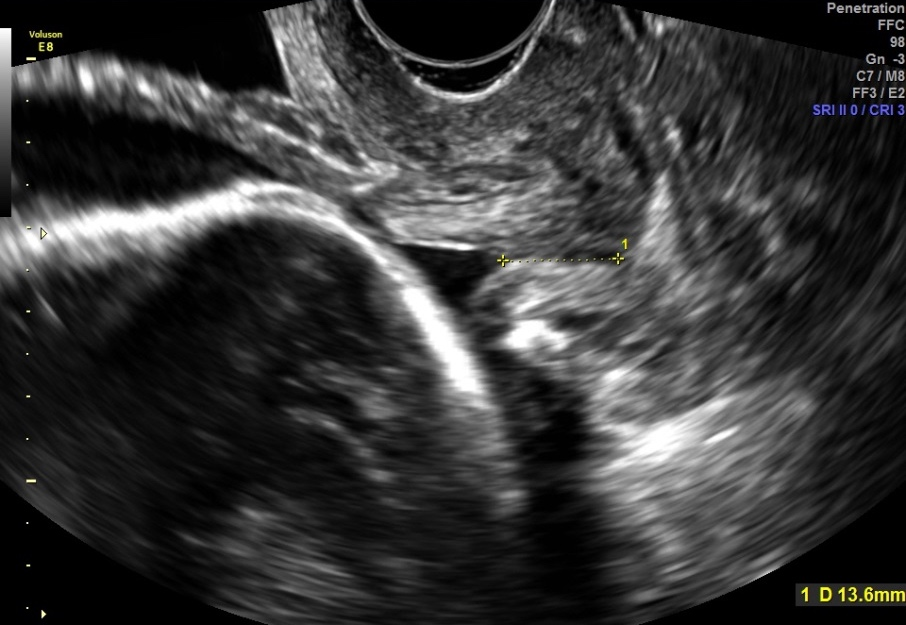 Voluson
E8
Penetration
FFC
98
Gn -3
C7 / M8
FF3 / E2
SRI II 0 / CRI 3
1
1 D 13.6mm